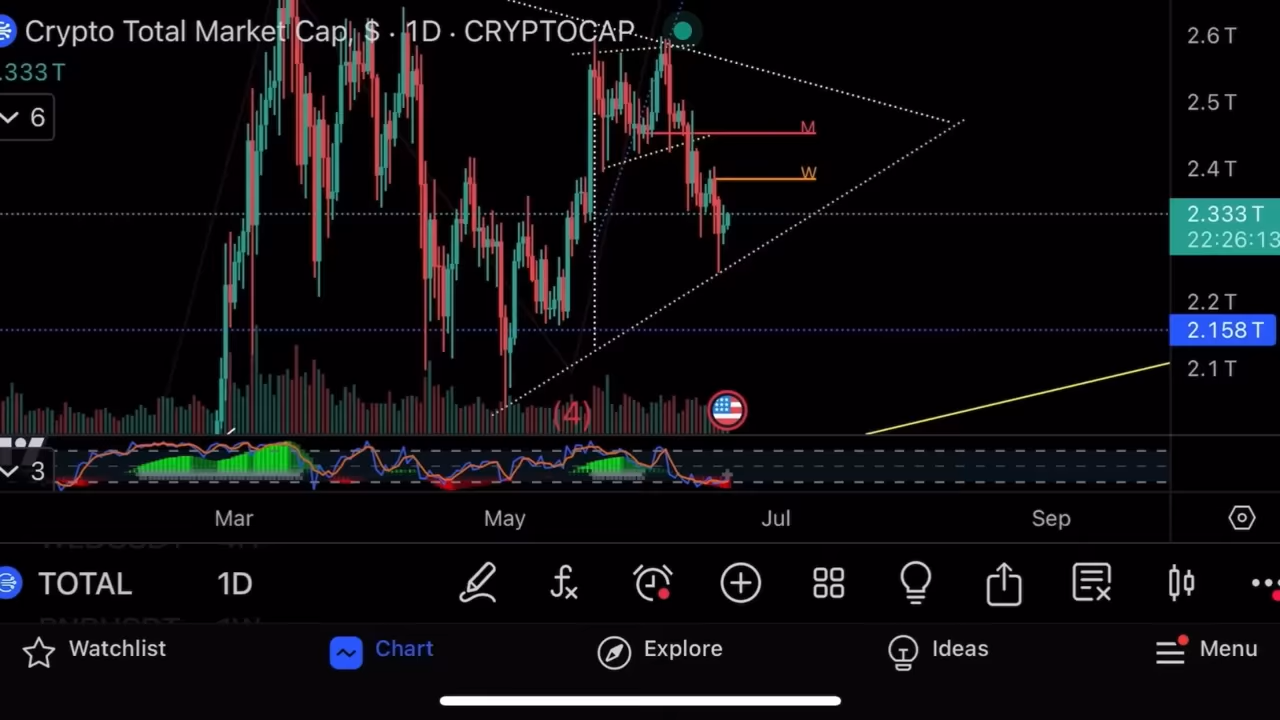 Crypto Total Market Cap, $ · 1D · CRYPTOCAP
.333 T
6
2.6 T
2.5 T
M
2.4 T
W
2.333 T
22:26:13
2.2 T
2.158 T
2.1 T
(4)
3
Mar May Jul Sep
TOTAL 1D
Watchlist Chart Explore Ideas Menu